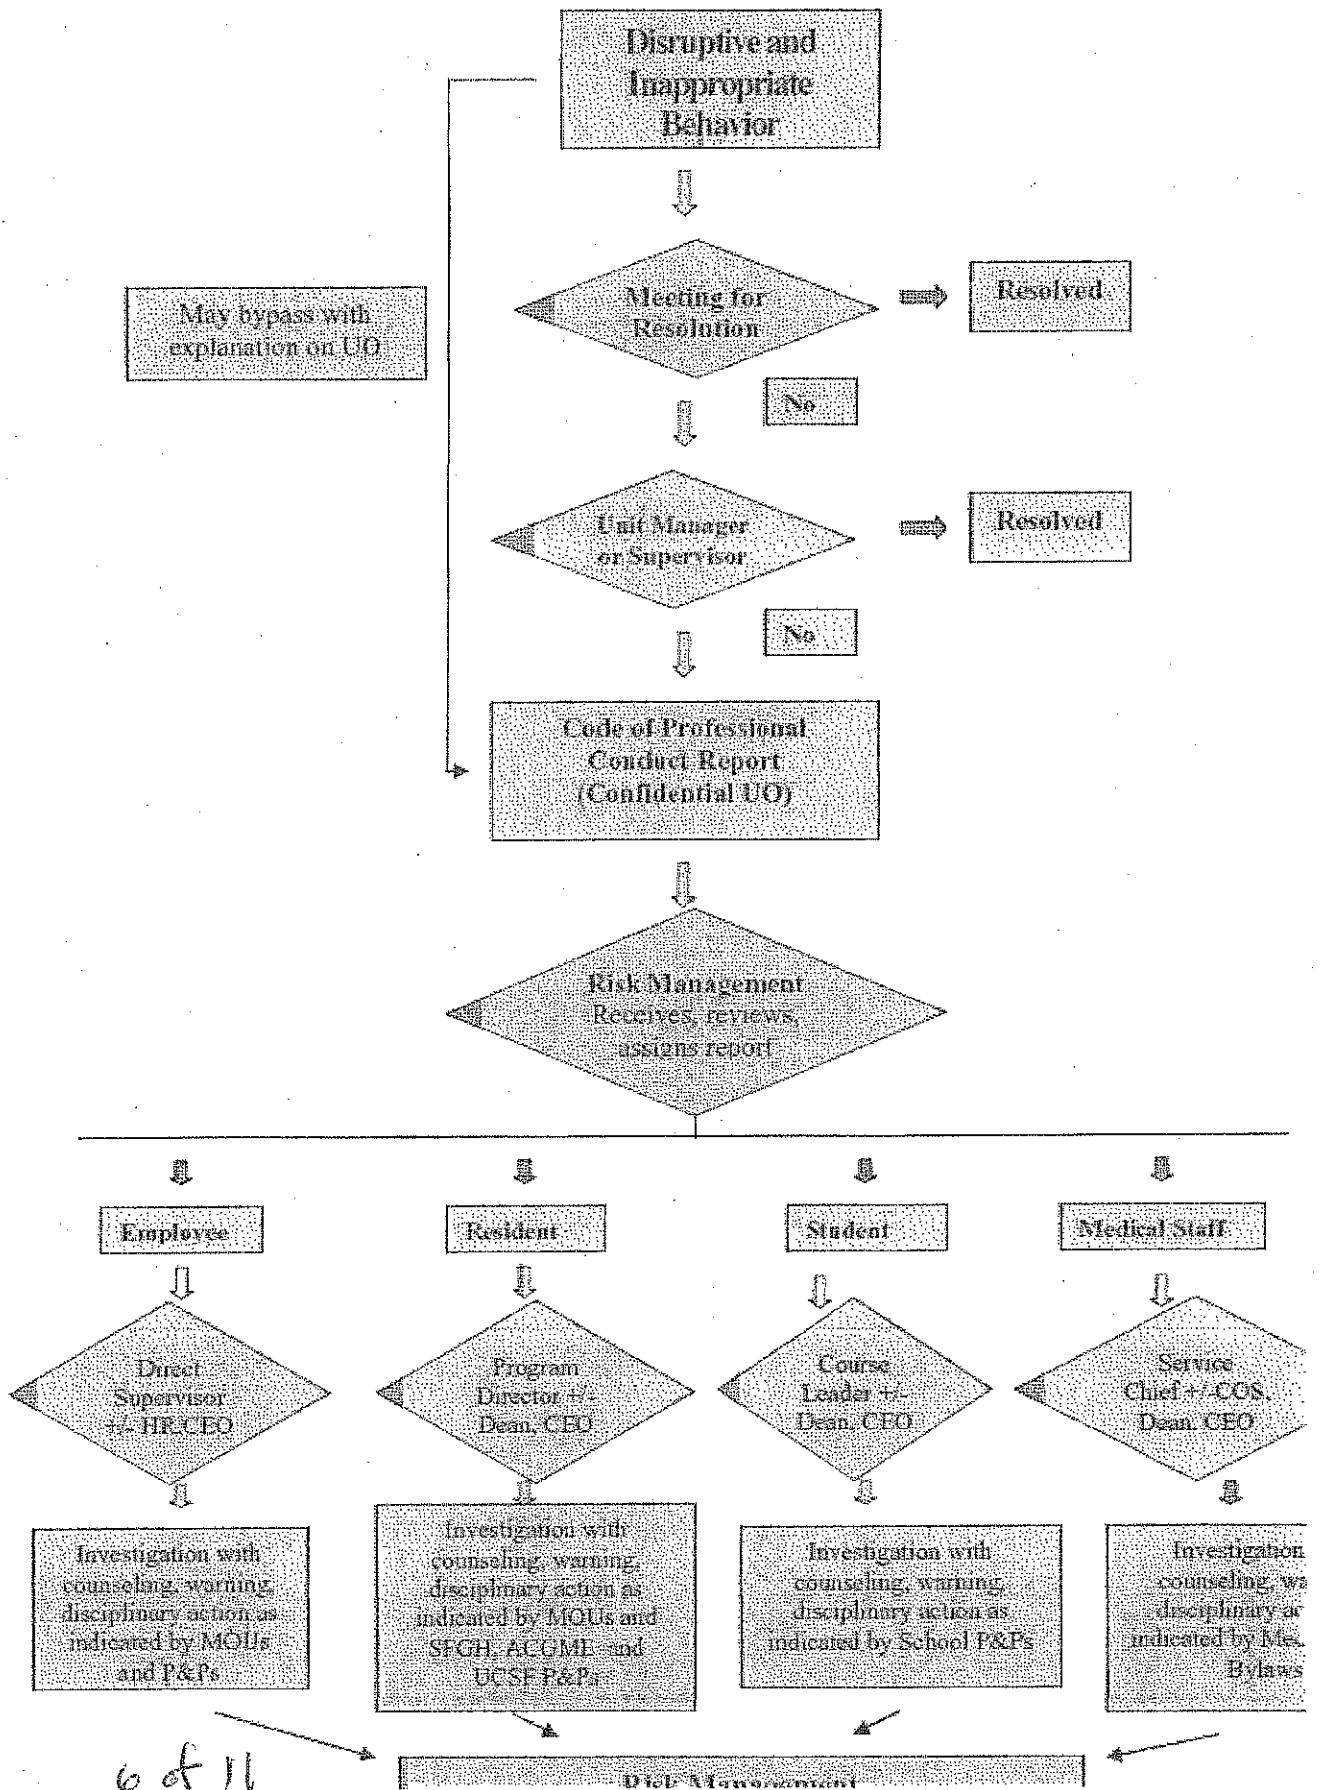 Disruptive and
Inappropriate
Behavior
Meeting for
Resolution
Resolved
May bypass with
explanation on UO
No
Unit Manager
or Supervisor
Resolved
No
Code of Professional
Conduct Report
(Confidential UO)
Risk Management
Receives, reviews,
assigns report
Employee
Resident
Student
Medical Staff
Direct
Supervisor
+/- HR,CEO
Program
Director +/-
Dean, CEO
Course
Leader +/-
Dean, CEO
Service
Chief +/- COS,
Dean, CEO
Investigation with
counseling, warning,
disciplinary action as
indicated by MOUs
and P&Ps
Investigation with
counseling, warning,
disciplinary action as
indicated by MOUs and
SFGH, ACGME and
UCSF P&Ps
Investigation with
counseling, warning,
disciplinary action as
indicated by School P&Ps
Investigation
counseling,
disciplinary
indicated by
Bylaws
Risk Management
6 of 11